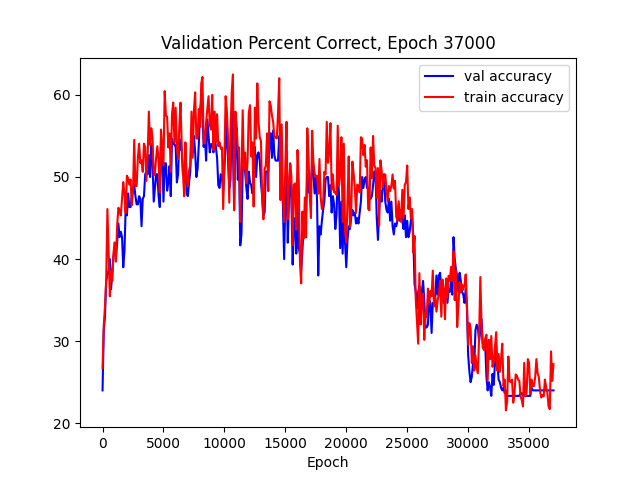 Validation Percent Correct, Epoch 37000
val accuracy
train accuracy
60
50
40
30
20
0 5000 10000 15000 20000 25000 30000 35000
Epoch